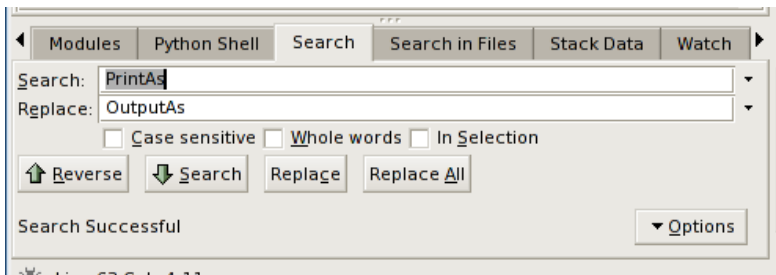 Modules Python Shell Search Search in Files Stack Data Watch
Search: PrintAs
Replace: OutputAs
Case sensitive Whole words In Selection
Reverse Search Replace Replace All
Search Successful Options